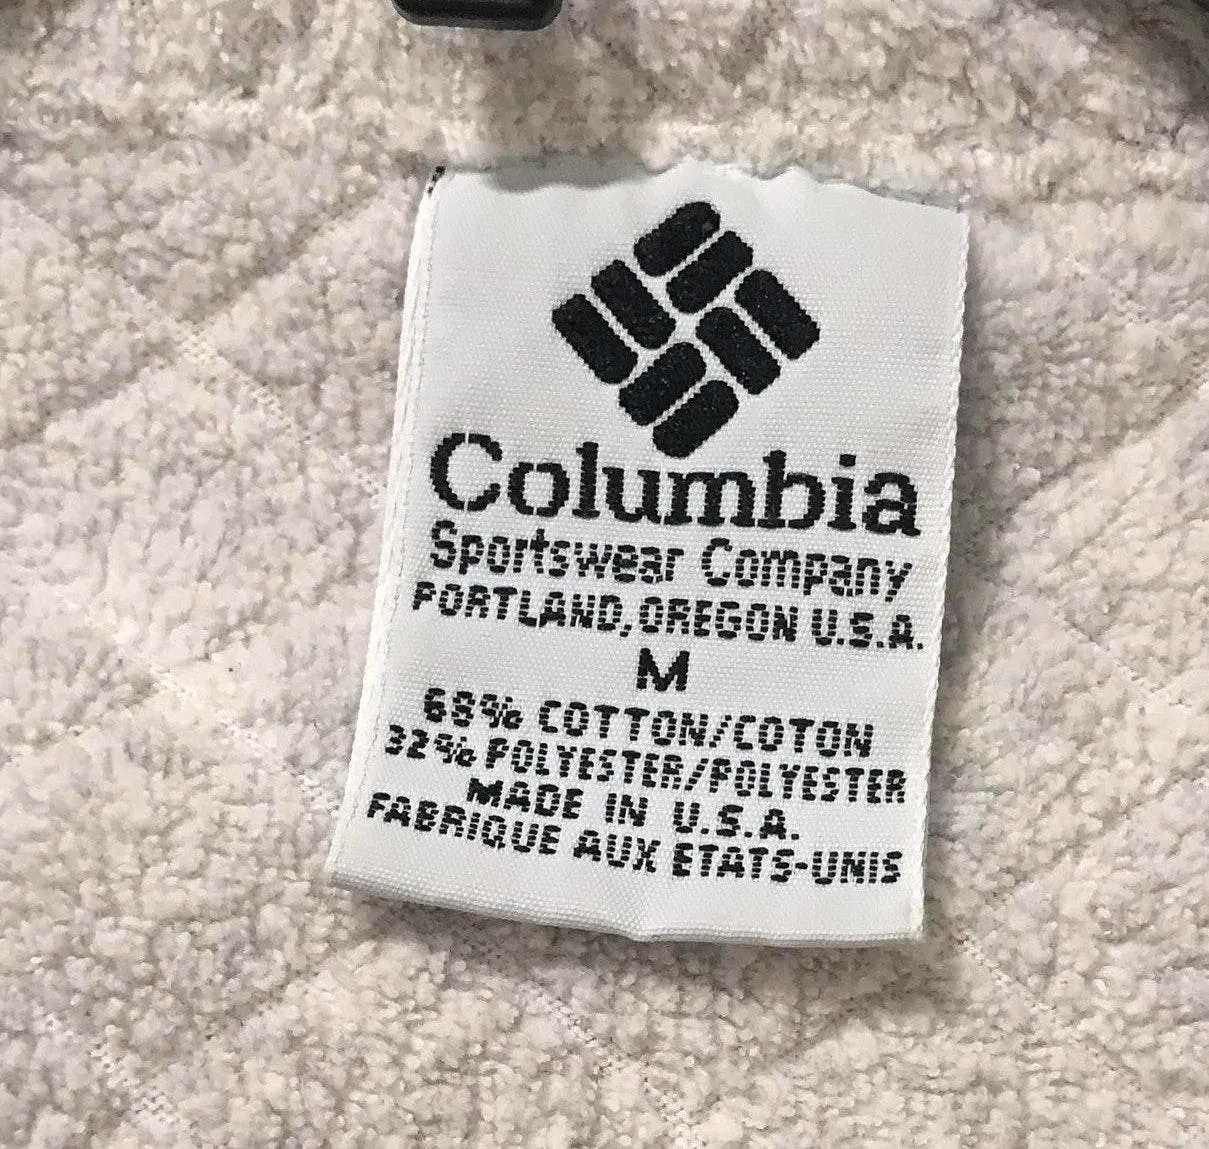 Columbia
Sportswear Company
PORTLAND, OREGON U.S.A.
M
68% COTTON/COTON
32% POLYESTER/POLYESTER
MADE IN U.S.A.
FABRIQUE AUX ETATS-UNIS